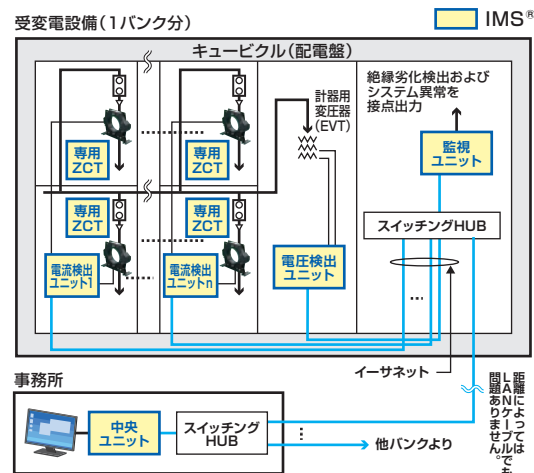 受変電設備（1バンク分）
IMS®
キュービクル（配電盤）
専用
ZCT
専用
ZCT
計器用
変圧器
（EVT）
絶縁劣化検出および
システム異常を
接点出力
監視
ユニット
専用
ZCT
専用
ZCT
スイッチングHUB
電流検出
ユニット1
電流検出
ユニットn
電圧検出
ユニット
イーサネット
事務所
中央
ユニット
スイッチング
HUB
他バンクより
距離によっては
LANケーブルでも
問題ありません。